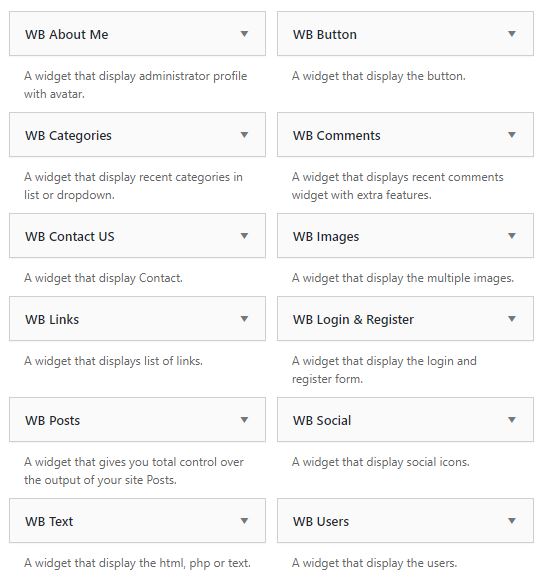 WB About Me
WB Button
A widget that display administrator profile
with avatar.
A widget that display the button.
WB Categories
WB Comments
A widget that display recent categories in
list or dropdown.
A widget that displays recent comments
widget with extra features.
WB Contact US
WB Images
A widget that display Contact.
A widget that display the multiple images.
WB Links
WB Login & Register
A widget that displays list of links.
A widget that display the login and
register form.
WB Posts
WB Social
A widget that gives you total control over
the output of your site Posts.
A widget that display social icons.
WB Text
WB Users
A widget that display the html, php or text.
A widget that display the users.